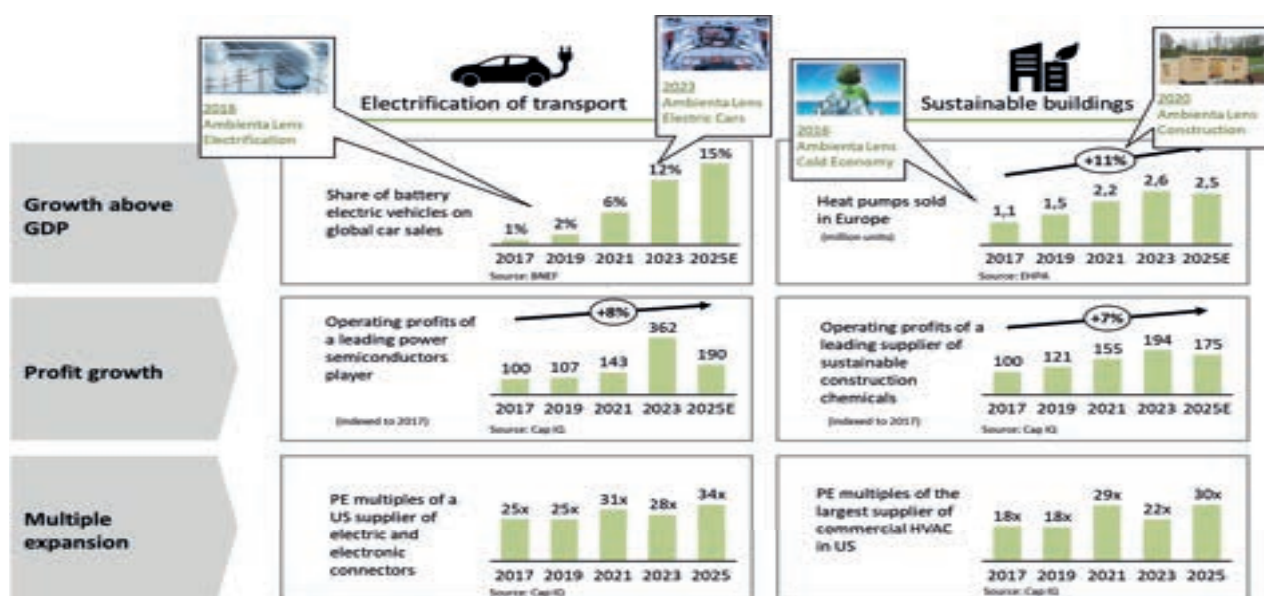 Electrification of transport
Sustainable buildings
2018
Ambienta Lens
Electrification
2023
Ambienta Lens
Electric Cars
2016
Ambienta Lens
Cold Economy
2020
Ambienta Lens
Construction
Growth above
GDP
Share of battery
electric vehicles on
global car sales
1% 2% 6% 12% 15%
2017 2019 2021 2023 2025E
Source: BNEF
Heat pumps sold
in Europe
(million units)
+11%
1,1 1,5 2,2 2,6 2,5
2017 2019 2021 2023 2025E
Source: EHPA
Profit growth
Operating profits of
a leading power
semiconductors
player
(indexed to 2017)
+8%
100 107 143 362 190
2017 2019 2021 2023 2025E
Source: Cap IQ
Operating profits of a
leading supplier of
sustainable
construction
chemicals
(indexed to 2017)
+7%
100 121 155 194 175
2017 2019 2021 2023 2025E
Source: Cap IQ
Multiple
expansion
PE multiples of a
US supplier of
electric and
electronic
connectors
25x 25x 31x 28x 34x
2017 2019 2021 2023 2025
Source: Cap IQ
PE multiples of the
largest supplier of
commercial HVAC
in US
18x 18x 29x 22x 30x
2017 2019 2021 2023 2025
Source: Cap IQ